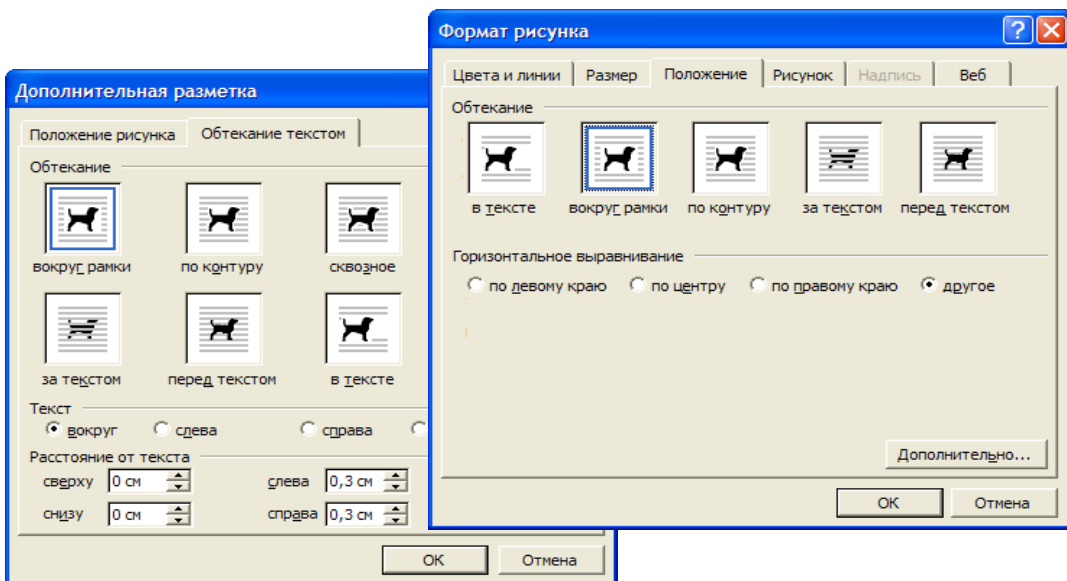 Формат рисунка
Цвета и линии Размер Положение Рисунок Надпись Веб
Обтекание
в тексте вокруг рамки по контуру за текстом перед текстом
Горизонтальное выравнивание
по левому краю по центру по правому краю другое
Дополнительно...
ОК Отмена
Дополнительная разметка
Положение рисунка Обтекание текстом
Обтекание
вокруг рамки по контуру сквозное
за текстом перед текстом в тексте
Текст
вокруг слева справа
Расстояние от текста
сверху 0 см слева 0,3 см
снизу 0 см справа 0,3 см
ОК Отмена